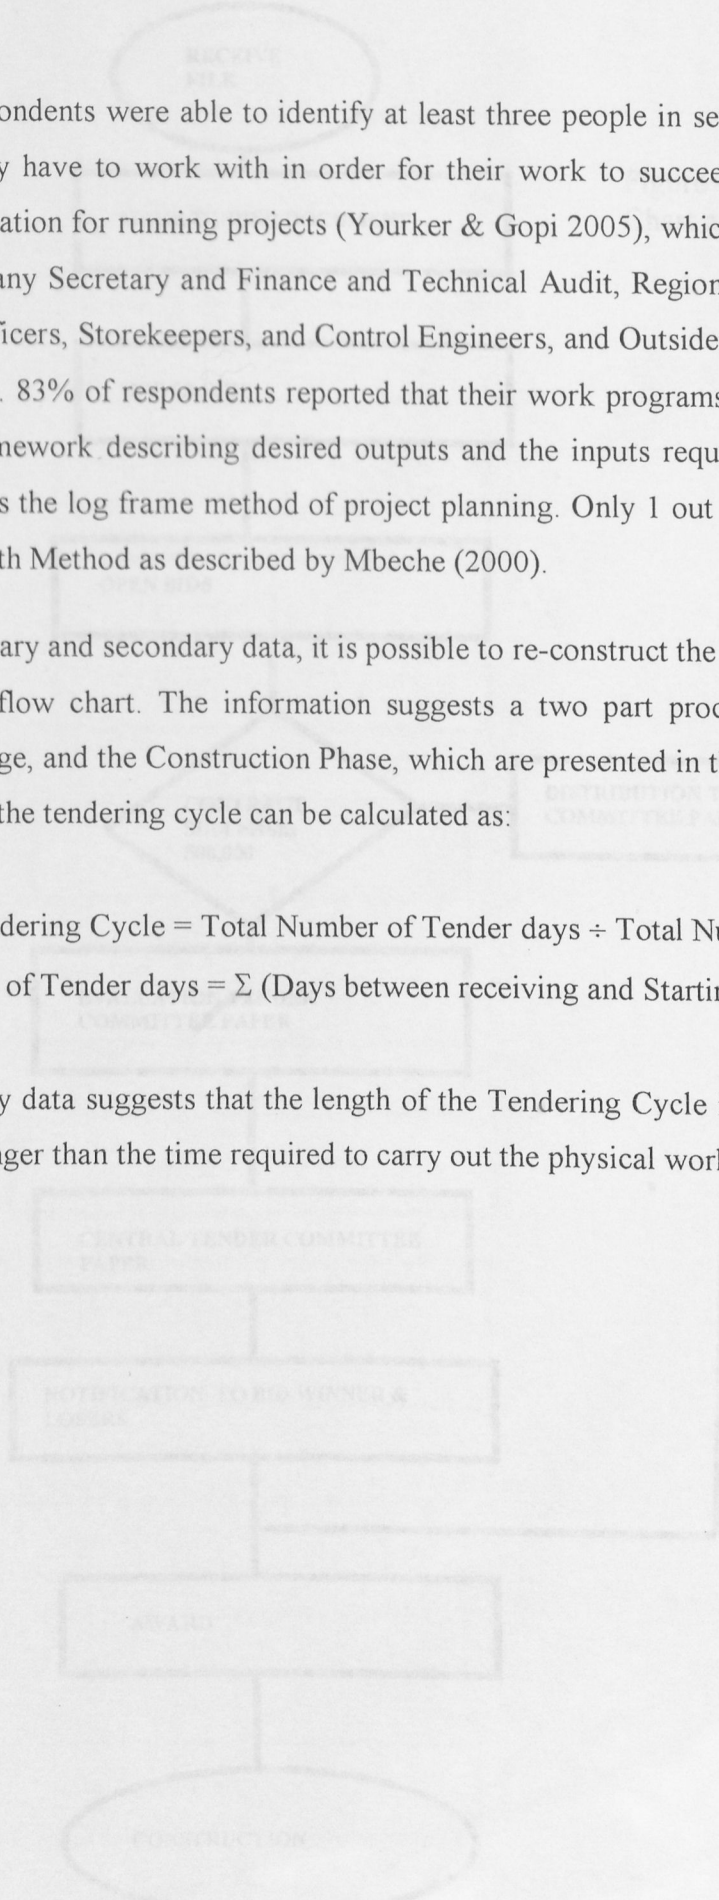 ondents were able to identify at least three people in se
y have to work with in order for their work to succee
ation for running projects (Yourker & Gopi 2005), whic
any Secretary and Finance and Technical Audit, Region
icers, Storekeepers, and Control Engineers, and Outside
. 83% of respondents reported that their work programs
nework describing desired outputs and the inputs requ
s the log frame method of project planning. Only 1 out
th Method as described by Mbeche (2000).
ary and secondary data, it is possible to re-construct the
flow chart. The information suggests a two part proc
ge, and the Construction Phase, which are presented in t
the tendering cycle can be calculated as:
dering Cycle = Total Number of Tender days ÷ Total Nu
of Tender days = Σ (Days between receiving and Startin
y data suggests that the length of the Tendering Cycle
nger than the time required to carry out the physical worl
RECEIVE
FILE
OPEN BIDS
COMMITTEE PAPER
CENTRAL TENDER COMMITTEE
PAPER
NOTIFICATION TO BID WINNER &
LOSERS
AWARD
CONSTRUCTION